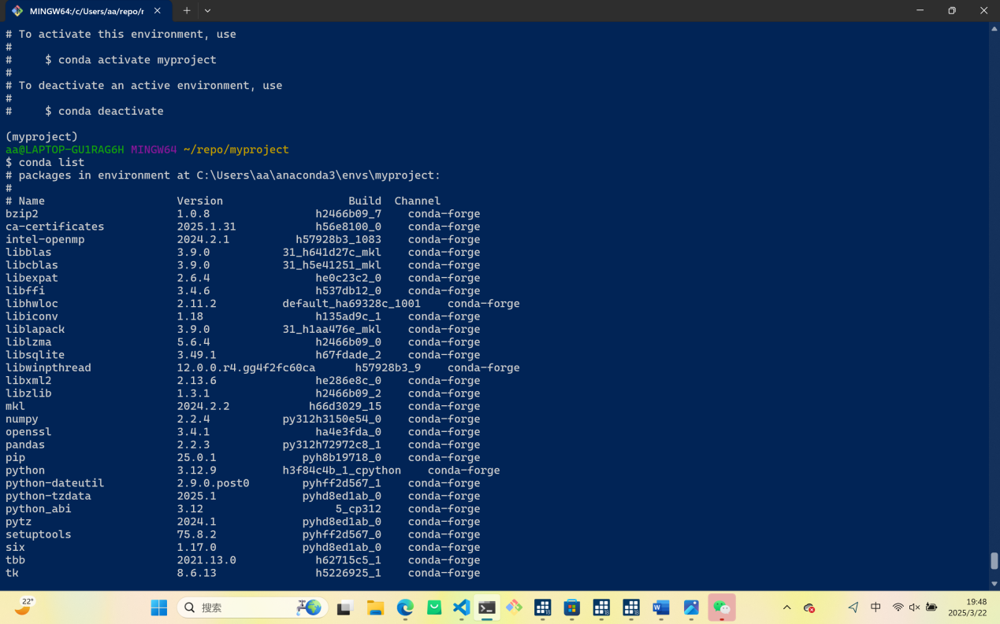 MINGW64:/c/Users/aa/repo/r
# To activate this environment, use
#
#     $ conda activate myproject
#
# To deactivate an active environment, use
#
#     $ conda deactivate
(myproject)
aa@LAPTOP-GU1RAG6H MINGW64 ~/repo/myproject
$ conda list
# packages in environment at C:\Users\aa\anaconda3\envs\myproject:
#
# Name                    Version                   Build  Channel
bzip2                     1.0.8                h2466b09_7    conda-forge
ca-certificates           2025.1.31            h56e8100_0    conda-forge
intel-openmp              2024.2.1          h57928b3_1083    conda-forge
libblas                   3.9.0           31_h641d27c_mkl    conda-forge
libcblas                  3.9.0           31_h5e41251_mkl    conda-forge
libexpat                  2.6.4                he0c23c2_0    conda-forge
libffi                    3.4.6                h537db12_0    conda-forge
libhwloc                  2.11.2          default_ha69328c_1001    conda-forge
libiconv                  1.18                 h135ad9c_1    conda-forge
liblapack                 3.9.0           31_h1aa476e_mkl    conda-forge
liblzma                   5.6.4                h2466b09_0    conda-forge
libsqlite                 3.49.1               h67fdade_2    conda-forge
libwinpthread             12.0.0.r4.gg4f2fc60ca      h57928b3_9    conda-forge
libxml2                   2.13.6               he286e8c_0    conda-forge
libzlib                   1.3.1                h2466b09_2    conda-forge
mkl                       2024.2.2            h66d3029_15    conda-forge
numpy                     2.2.4           py312h3150e54_0    conda-forge
openssl                   3.4.1                ha4e3fda_0    conda-forge
pandas                    2.2.3           py312h72972c8_1    conda-forge
pip                       25.0.1             pyh8b19718_0    conda-forge
python                    3.12.9          h3f84c4b_1_cpython    conda-forge
python-dateutil           2.9.0.post0        pyhff2d567_1    conda-forge
python-tzdata             2025.1             pyhd8ed1ab_0    conda-forge
python_abi                3.12                    5_cp312    conda-forge
pytz                      2024.1             pyhd8ed1ab_0    conda-forge
setuptools                75.8.2             pyhff2d567_0    conda-forge
six                       1.17.0             pyhd8ed1ab_0    conda-forge
tbb                       2021.13.0            h62715c5_1    conda-forge
tk                        8.6.13               h5226925_1    conda-forge
22°
搜索
中
19:48
2025/3/22